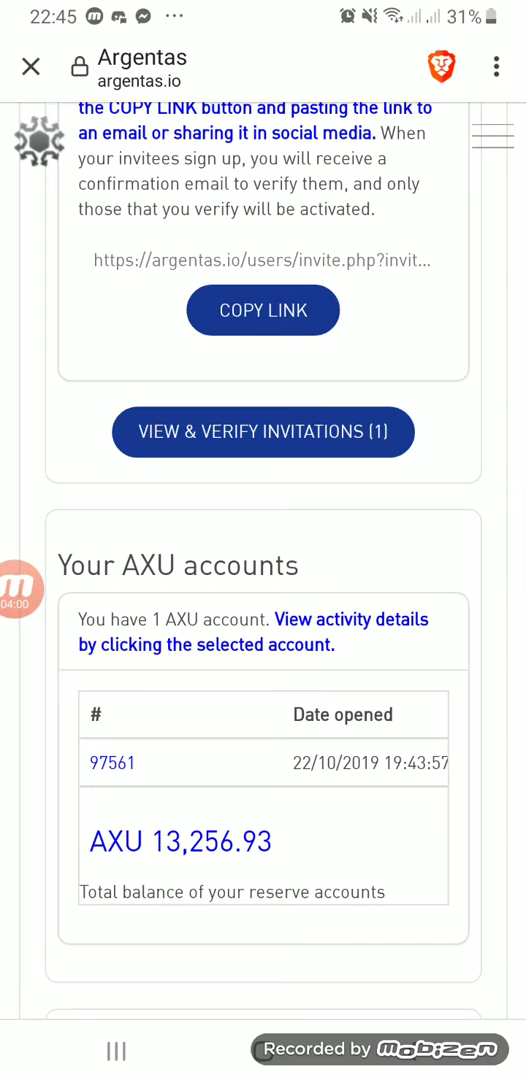 22:45 31%
Argentas
argentas.io
the COPY LINK button and pasting the link to
an email or sharing it in social media. When
your invitees sign up, you will receive a
confirmation email to verify them, and only
those that you verify will be activated.
https://argentas.io/users/invite.php?invit...
COPY LINK
VIEW & VERIFY INVITATIONS (1)
Your AXU accounts
04:00
You have 1 AXU account. View activity details
by clicking the selected account.
# Date opened
97561 22/10/2019 19:43:57
AXU 13,256.93
Total balance of your reserve accounts
Recorded by mobizen